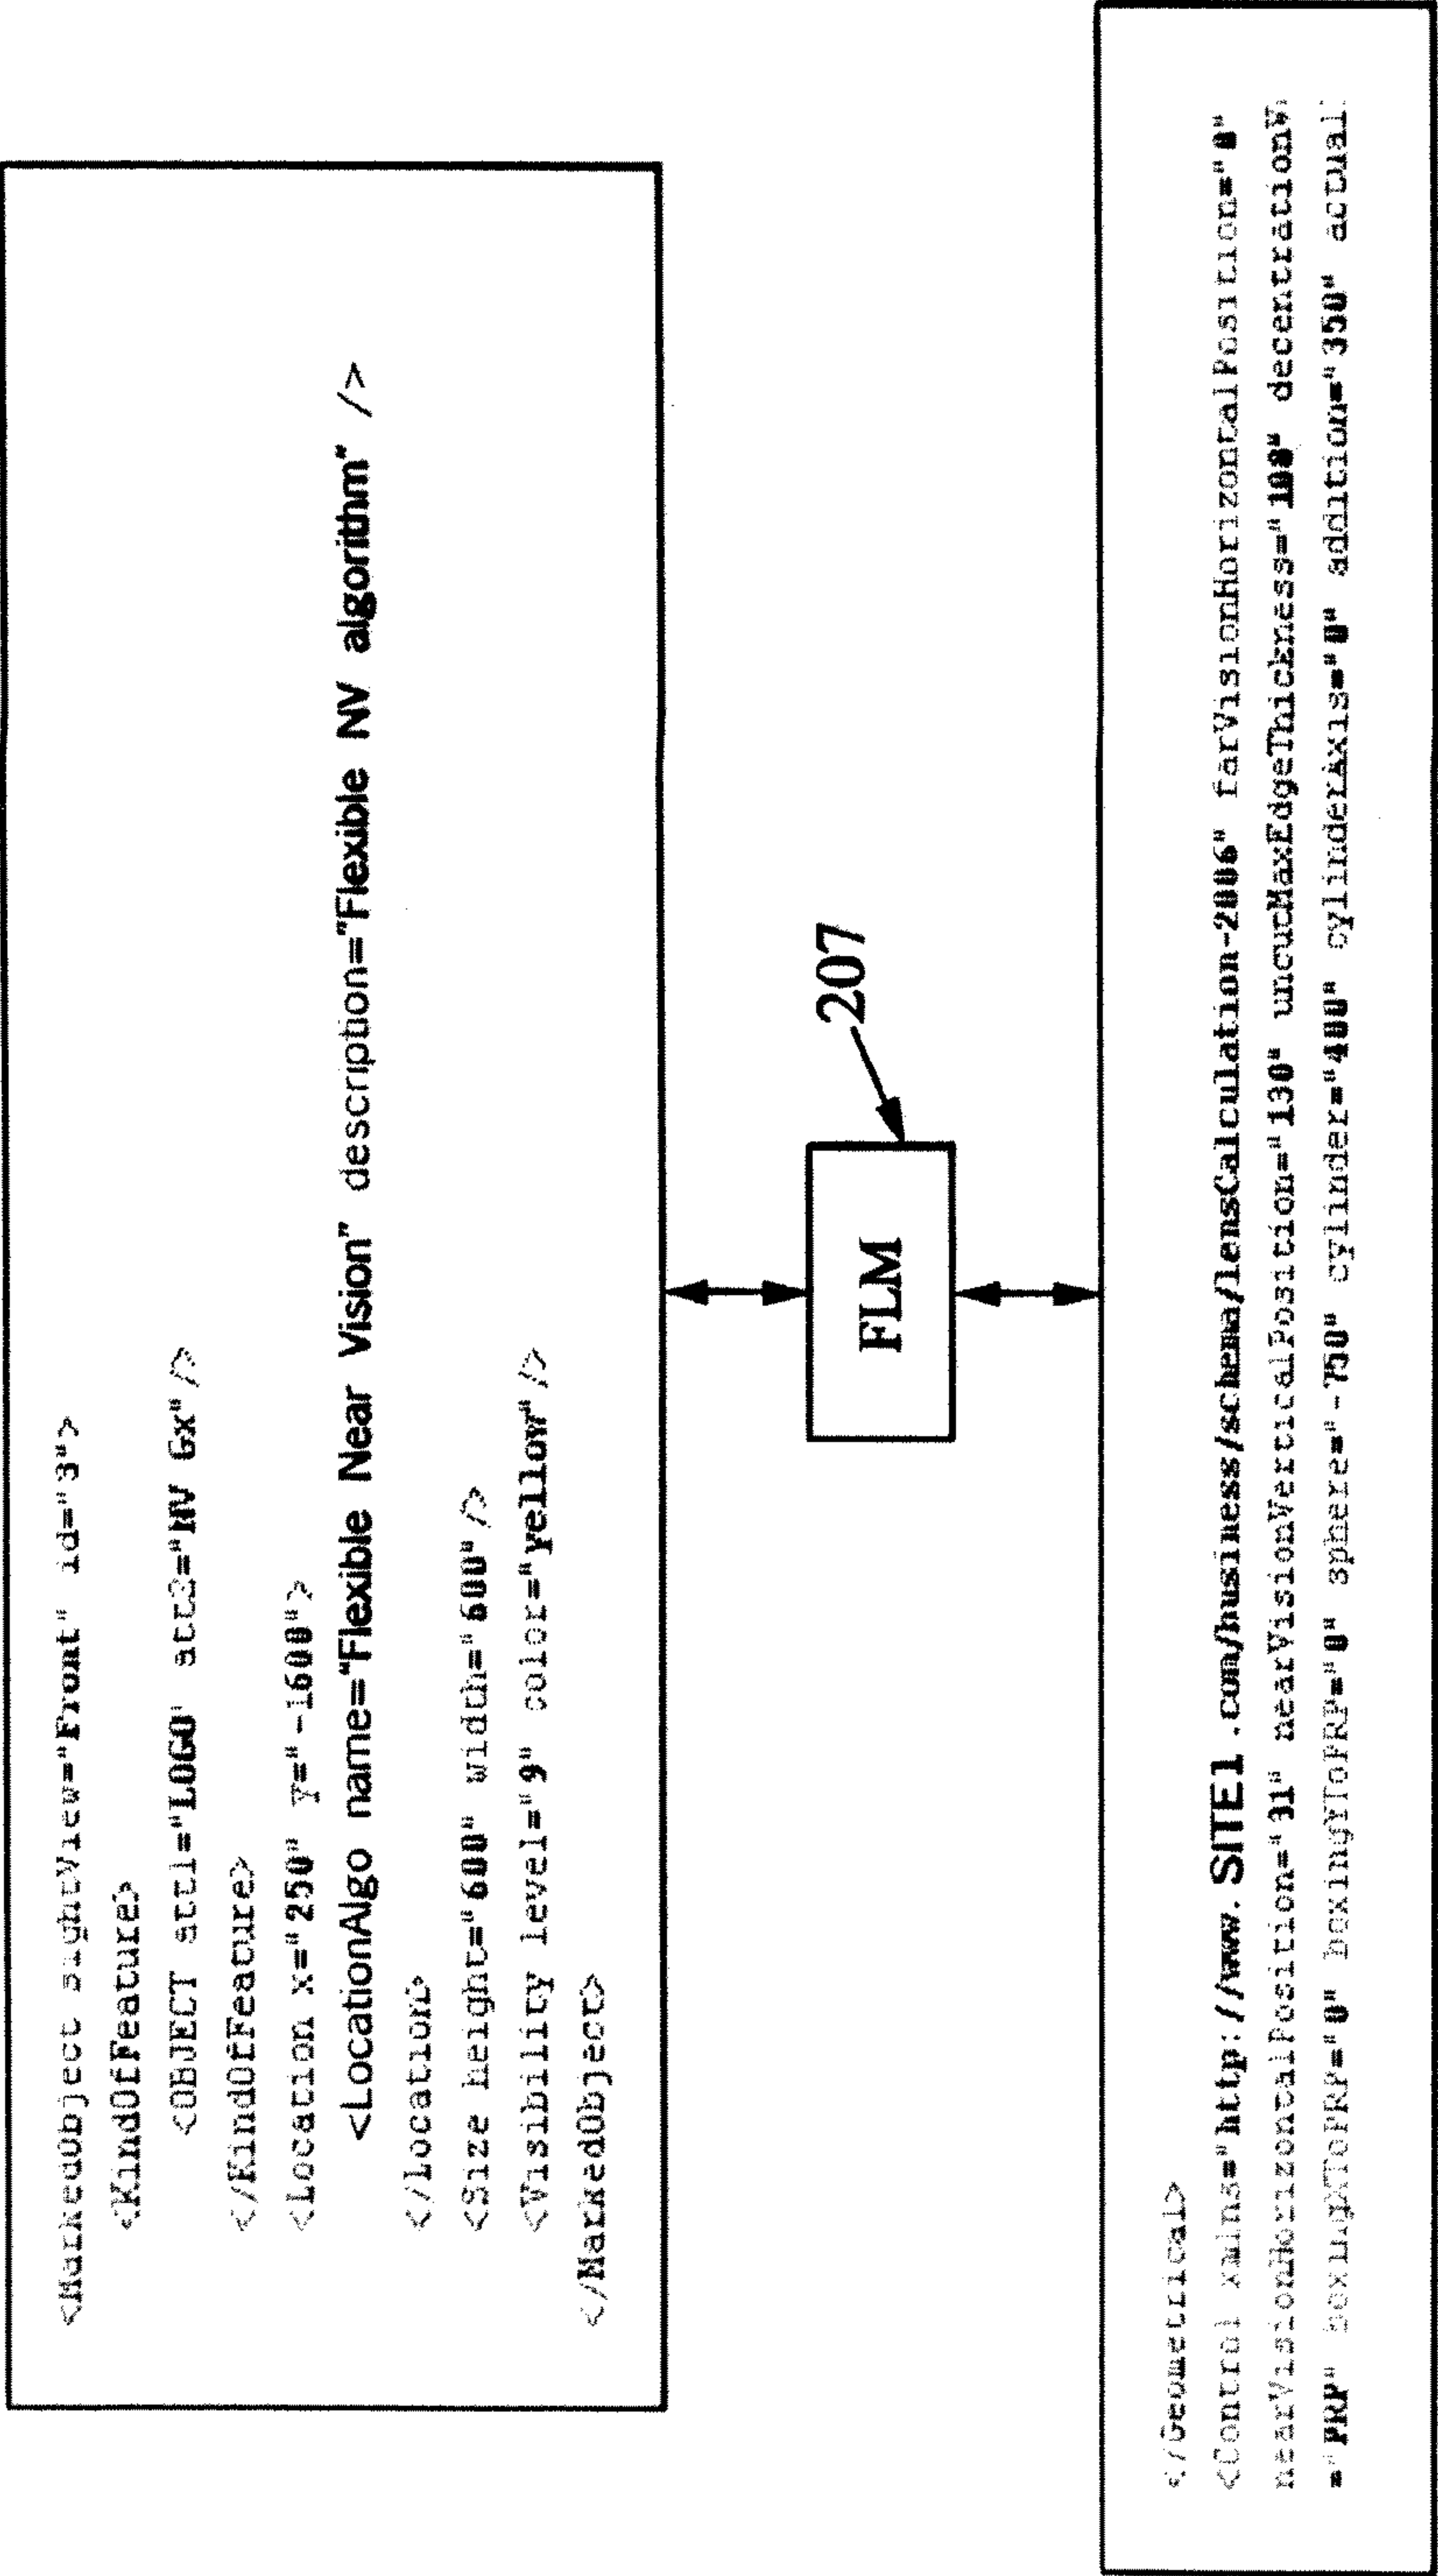 <MarkedObject sightView="Front" id="3">
<KindOfFeature>
<OBJECT att1="LOGO" att2="NV Gx"/>
</KindOfFeature>
<Location x="250" y="-1600">
<LocationAlgo name="Flexible Near Vision" description="Flexible NV algorithm" />
</Location>
<Size height="600" width="600"/>
<Visibility level="9" color="yellow"/>
</MarkedObject>
FLM
207
</Geometrical>
<Control xmlns="http://www. SITE1 .com/business/schema/lensCalculation-2006" farVisionHorizontalPosition="0"
nearVisionHorizontalPosition="31" nearVisionVerticalPosition="130" uncutMaxEdgeThickness="108" decentration
="PRP" boxingXToPRP="0" boxingYToPRP="0" sphere="-750" cylinder="400" cylinderAxis="0" addition="350" actual